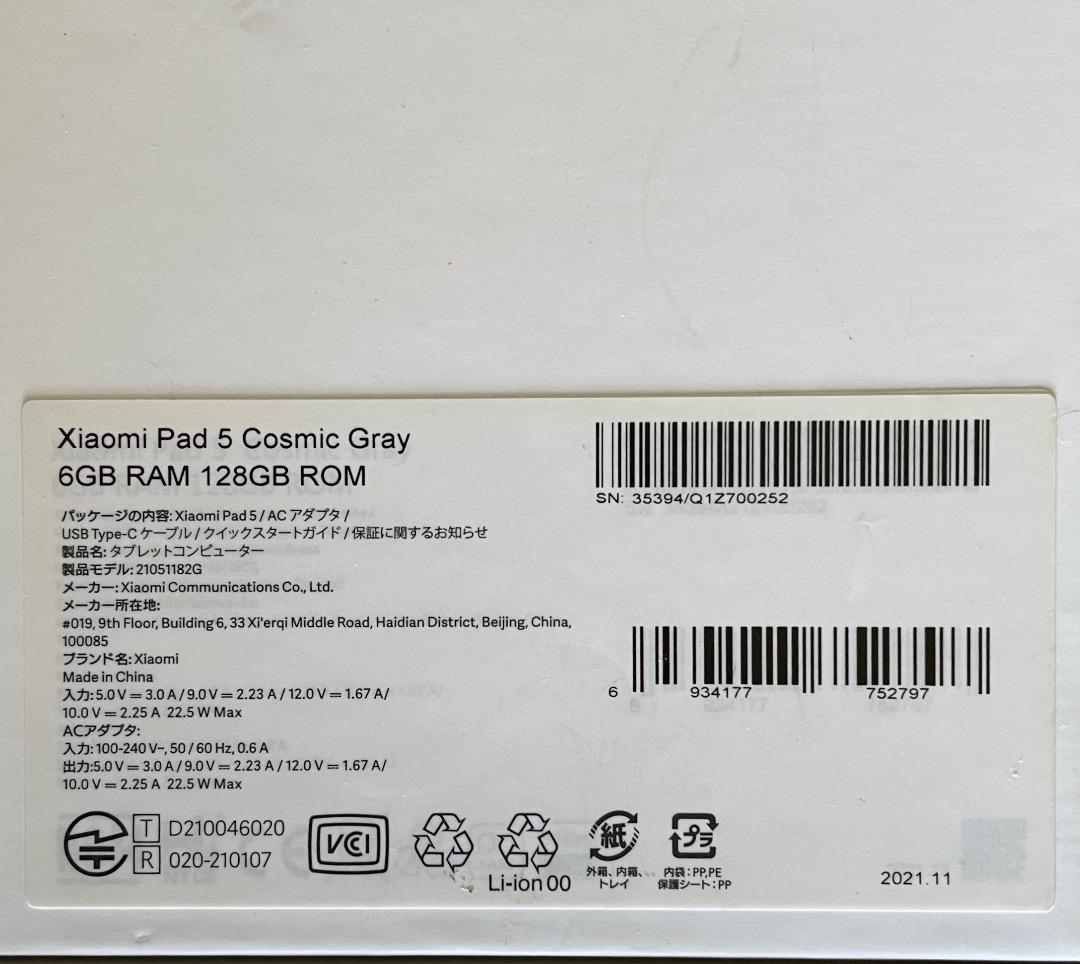 Xiaomi Pad 5 Cosmic Gray
6GB RAM 128GB ROM
パッケージの内容: Xiaomi Pad 5 / AC アダプタ /
USB Type-C ケーブル / クイックスタートガイド / 保証に関するお知らせ
製品名: タブレットコンピューター
製品モデル: 21051182G
メーカー: Xiaomi Communications Co., Ltd.
メーカー所在地:
#019, 9th Floor, Building 6, 33 Xi'erqi Middle Road, Haidian District, Beijing, China,
100085
ブランド名: Xiaomi
Made in China
入力: 5.0 V ⎓ 3.0 A / 9.0 V ⎓ 2.23 A / 12.0 V ⎓ 1.67 A/
10.0 V ⎓ 2.25 A 22.5 W Max
ACアダプタ:
入力: 100-240 V~, 50 / 60 Hz, 0.6 A
出力:5.0 V ⎓ 3.0 A / 9.0 V ⎓ 2.23 A / 12.0 V ⎓ 1.67 A/
10.0 V ⎓ 2.25 A 22.5 W Max
SN: 35394/Q1Z700252
6 934177 752797
T D210046020
R 020-210107
VCCI
Li-ion 00
紙
外箱、内箱、
トレイ
プラ
内袋：PP,PE
保護シート：PP
2021.11